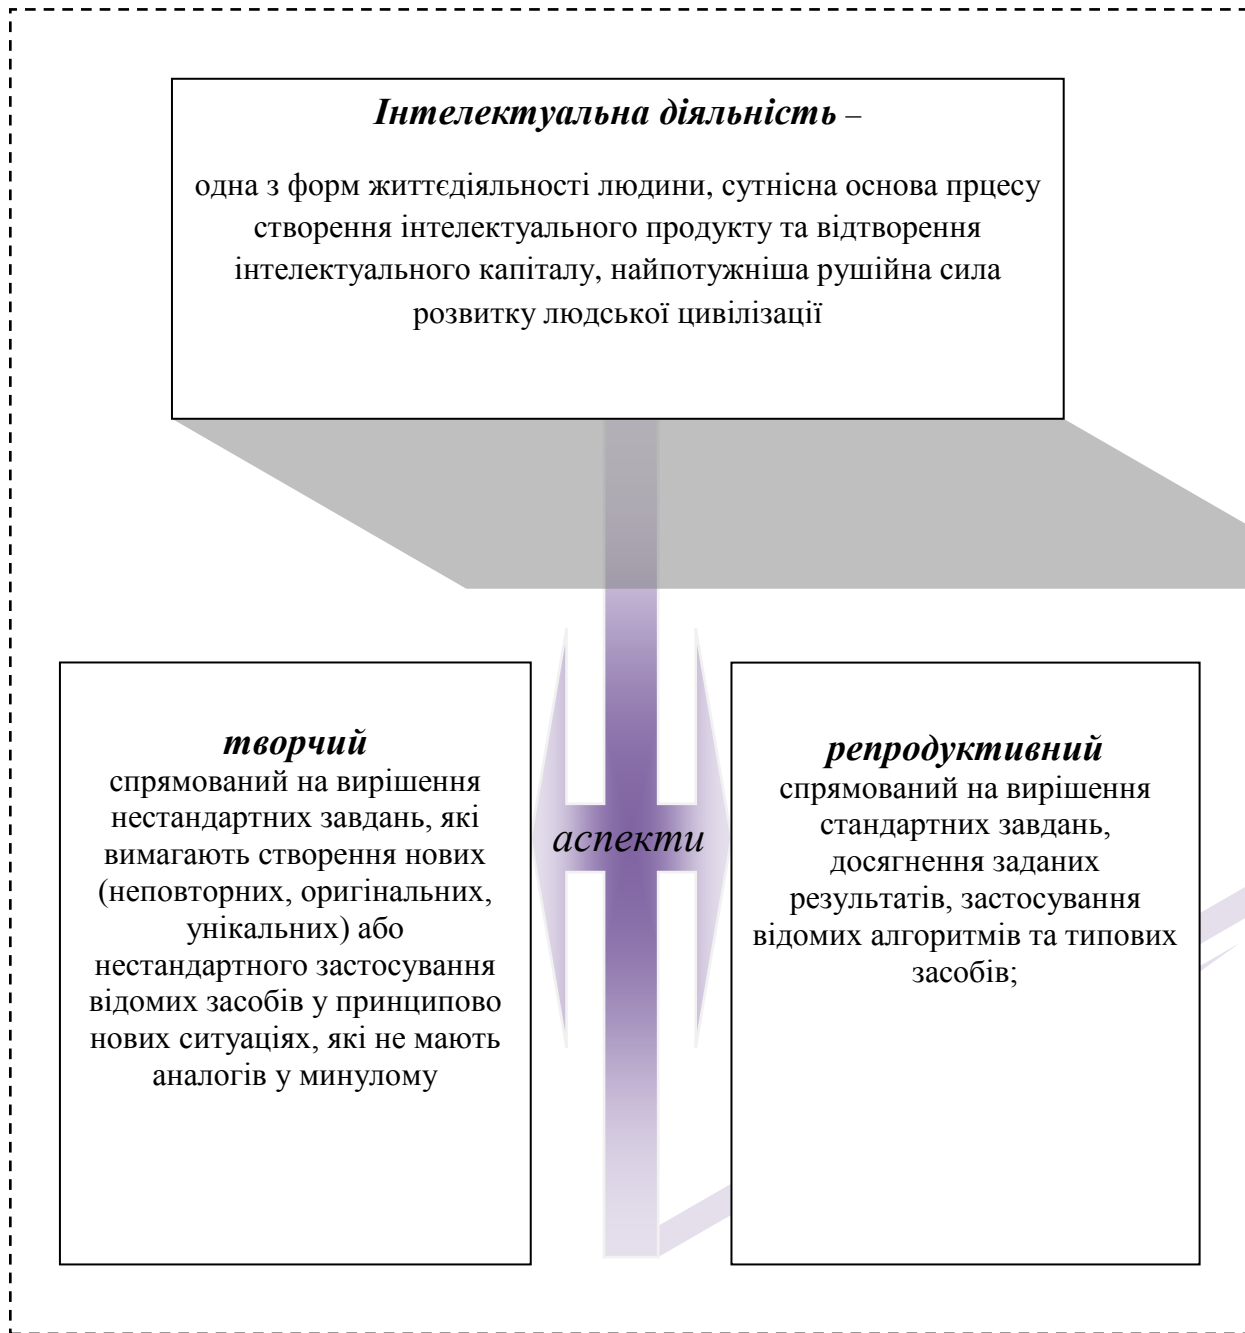 Інтелектуальна діяльність –
одна з форм життєдіяльності людини, сутнісна основа прцесу
створення інтелектуального продукту та відтворення
інтелектуального капіталу, найпотужніша рушійна сила
розвитку людської цивілізації
творчий
спрямований на вирішення
нестандартних завдань, які
вимагають створення нових
(неповторних, оригінальних,
унікальних) або
нестандартного застосування
відомих засобів у принципово
нових ситуаціях, які не мають
аналогів у минулому
аспекти
репродуктивний
спрямований на вирішення
стандартних завдань,
досягнення заданих
результатів, застосування
відомих алгоритмів та типових
засобів;